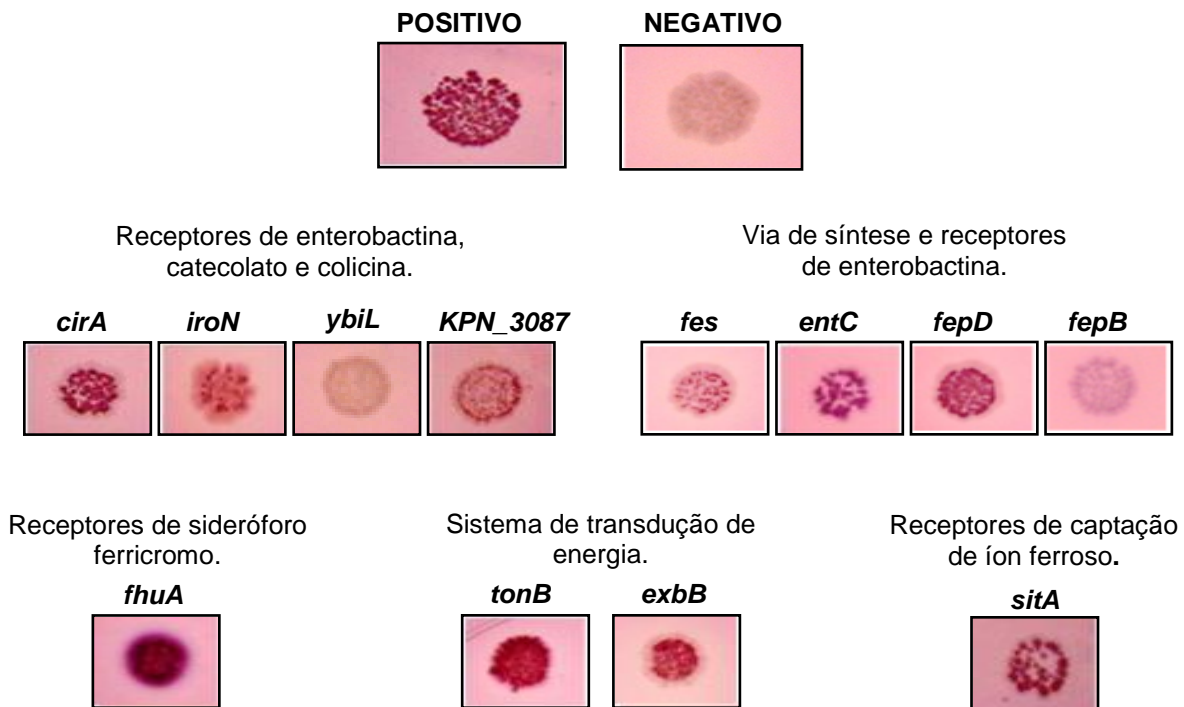 POSITIVO NEGATIVO
Receptores de enterobactina,
catecolato e colicina.
cirA iroN ybiL KPN_3087
Via de síntese e receptores
de enterobactina.
fes entC fepD fepB
Receptores de sideróforo
ferricromo.
fhuA
Sistema de transdução de
energia.
tonB exbB
Receptores de captação
de íon ferroso.
sitA